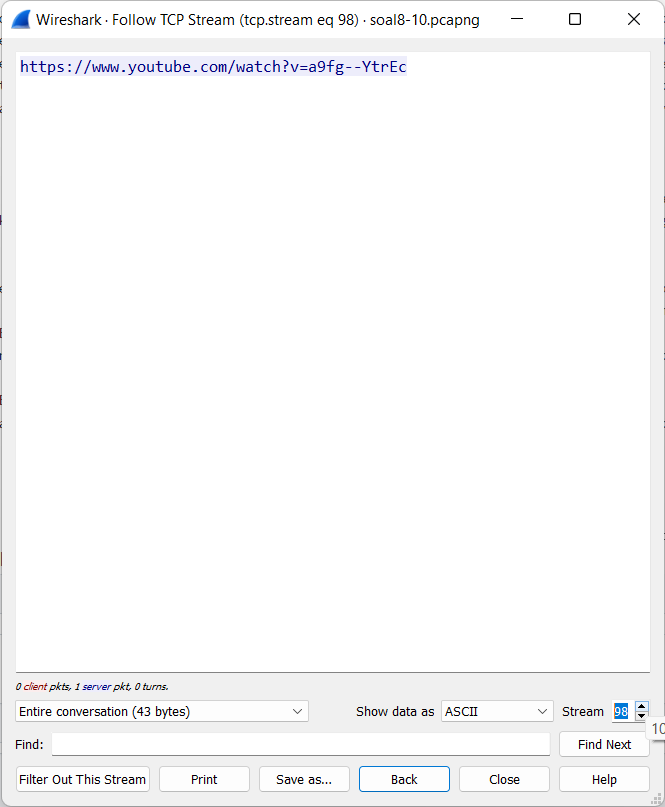 Wireshark · Follow TCP Stream (tcp.stream eq 98) · soal8-10.pcapng
https://www.youtube.com/watch?v=a9fg--YtrEc
0 client pkts, 1 server pkt, 0 turns.
Entire conversation (43 bytes) Show data as ASCII Stream 98
10
Find: Find Next
Filter Out This Stream Print Save as... Back Close Help